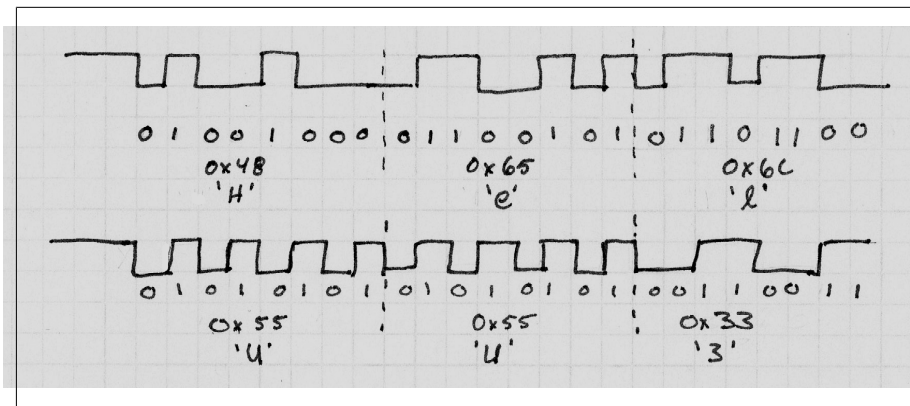 0 1 0 0 1 0 0 0 0 1 1 0 0 1 0 1 0 1 1 0 1 1 0 0
0x48 0x65 0x6C
'H' 'e' 'l'
0 1 0 1 0 1 0 1 0 1 0 1 0 1 0 1 0 0 1 1 0 0 1 1
0x55 0x55 0x33
'U' 'U' '3'